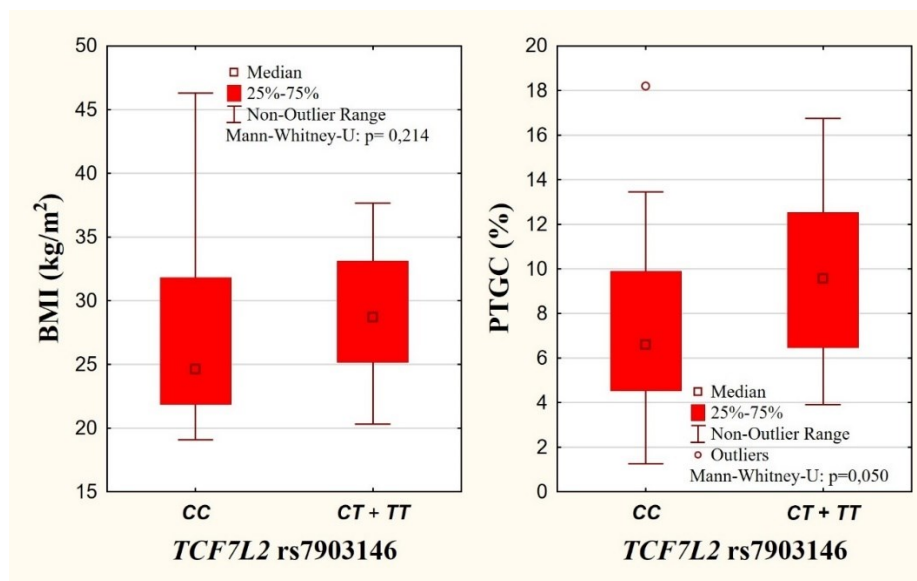 BMI (kg/m²)
50
45
40
35
30
25
20
15
Median
25%-75%
Non-Outlier Range
Mann-Whitney-U: p= 0,214
CC
CT + TT
TCF7L2 rs7903146
PTGC (%)
20
18
16
14
12
10
8
6
4
2
0
Median
25%-75%
Non-Outlier Range
Outliers
Mann-Whitney-U: p=0,050
CC
CT + TT
TCF7L2 rs7903146